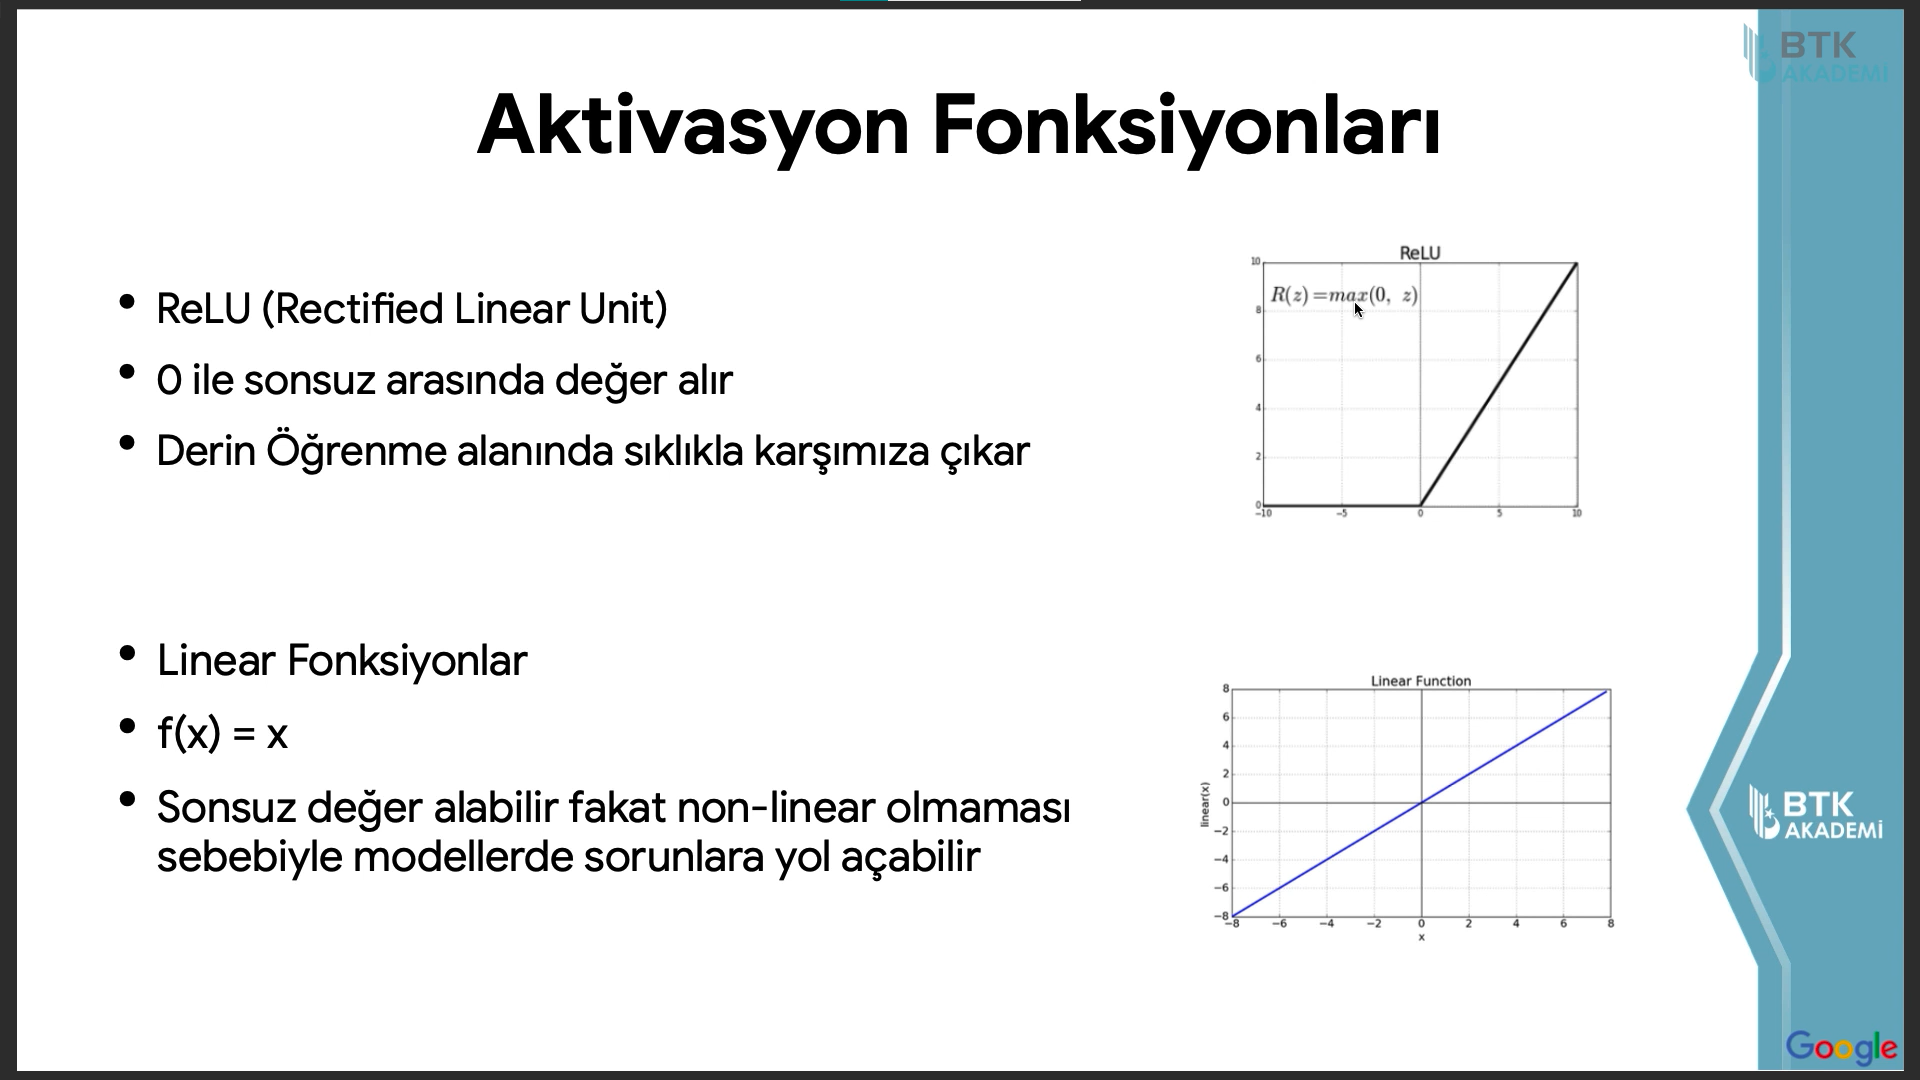 BTK
AKADEMİ
Aktivasyon Fonksiyonları
• ReLU (Rectified Linear Unit)
• 0 ile sonsuz arasında değer alır
• Derin Öğrenme alanında sıklıkla karşımıza çıkar
ReLU
R(z) = max(0, z)
10
8
6
4
2
0
-10 -5 0 5 10
• Linear Fonksiyonlar
• f(x) = x
• Sonsuz değer alabilir fakat non-linear olmaması
sebebiyle modellerde sorunlara yol açabilir
Linear Function
linear(x)
8
6
4
2
0
−2
−4
−6
−8
−8 −6 −4 −2 0 2 4 6 8
x
BTK
AKADEMİ
Google